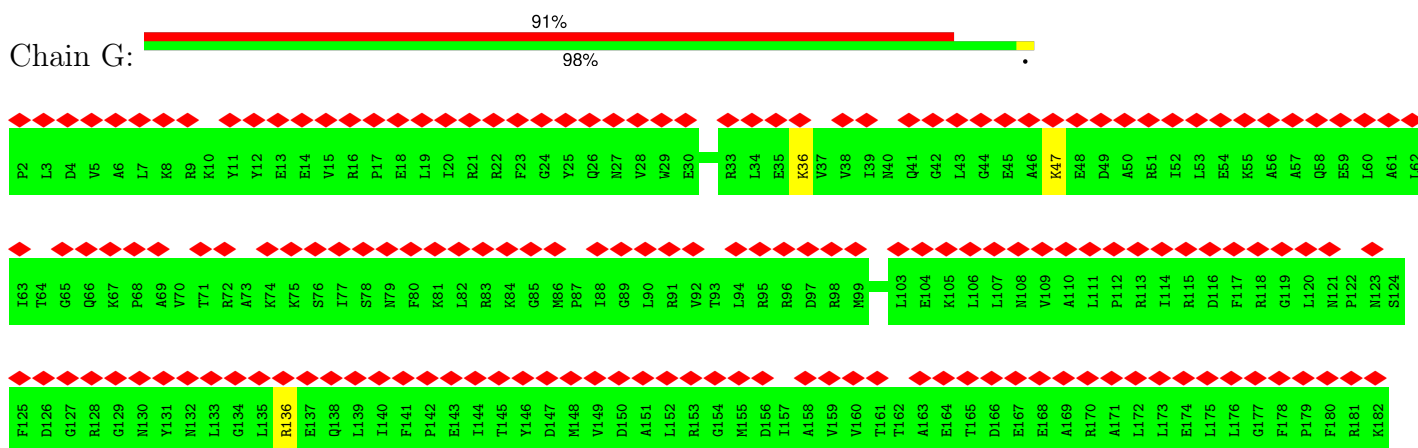 91%
Chain G:
98%
•
P2 L3 D4 V5 A6 L7 K8 R9 K10 Y11 Y12 E13 E14 V15 R16 P17 E18 L19 I20 R21 R22 F23 G24 Y25 Q26 N27 V28 W29 E30 R33 L34 E35 K36 V37 V38 I39 N40 Q41 G42 L43 G44 E45 A46 K47 E48 D49 A50 R51 I52 L53 E54 K55 A56 A57 Q58 E59 L60 A61 L62
I63 T64 G65 Q66 K67 P68 A69 V70 T71 R72 A73 K74 K75 S76 I77 S78 N79 F80 K81 L82 R83 K84 G85 M86 P87 I88 G89 L90 R91 V92 T93 L94 R95 R96 D97 R98 M99 L103 E104 K105 L106 L107 N108 V109 A110 L111 P112 R113 I114 R115 D116 F117 R118 G119 L120 N121 P122 N123 S124
F125 D126 G127 R128 G129 N130 Y131 N132 L133 G134 L135 R136 E137 Q138 L139 I140 F141 P142 E143 I144 T145 Y146 D147 M148 V149 D150 A151 L152 R153 G154 M155 D156 I157 A158 V159 V160 T161 T162 A163 E164 T165 D166 E167 E168 A169 R170 A171 L172 L173 E174 L175 L176 G177 F178 P179 F180 R181 K182